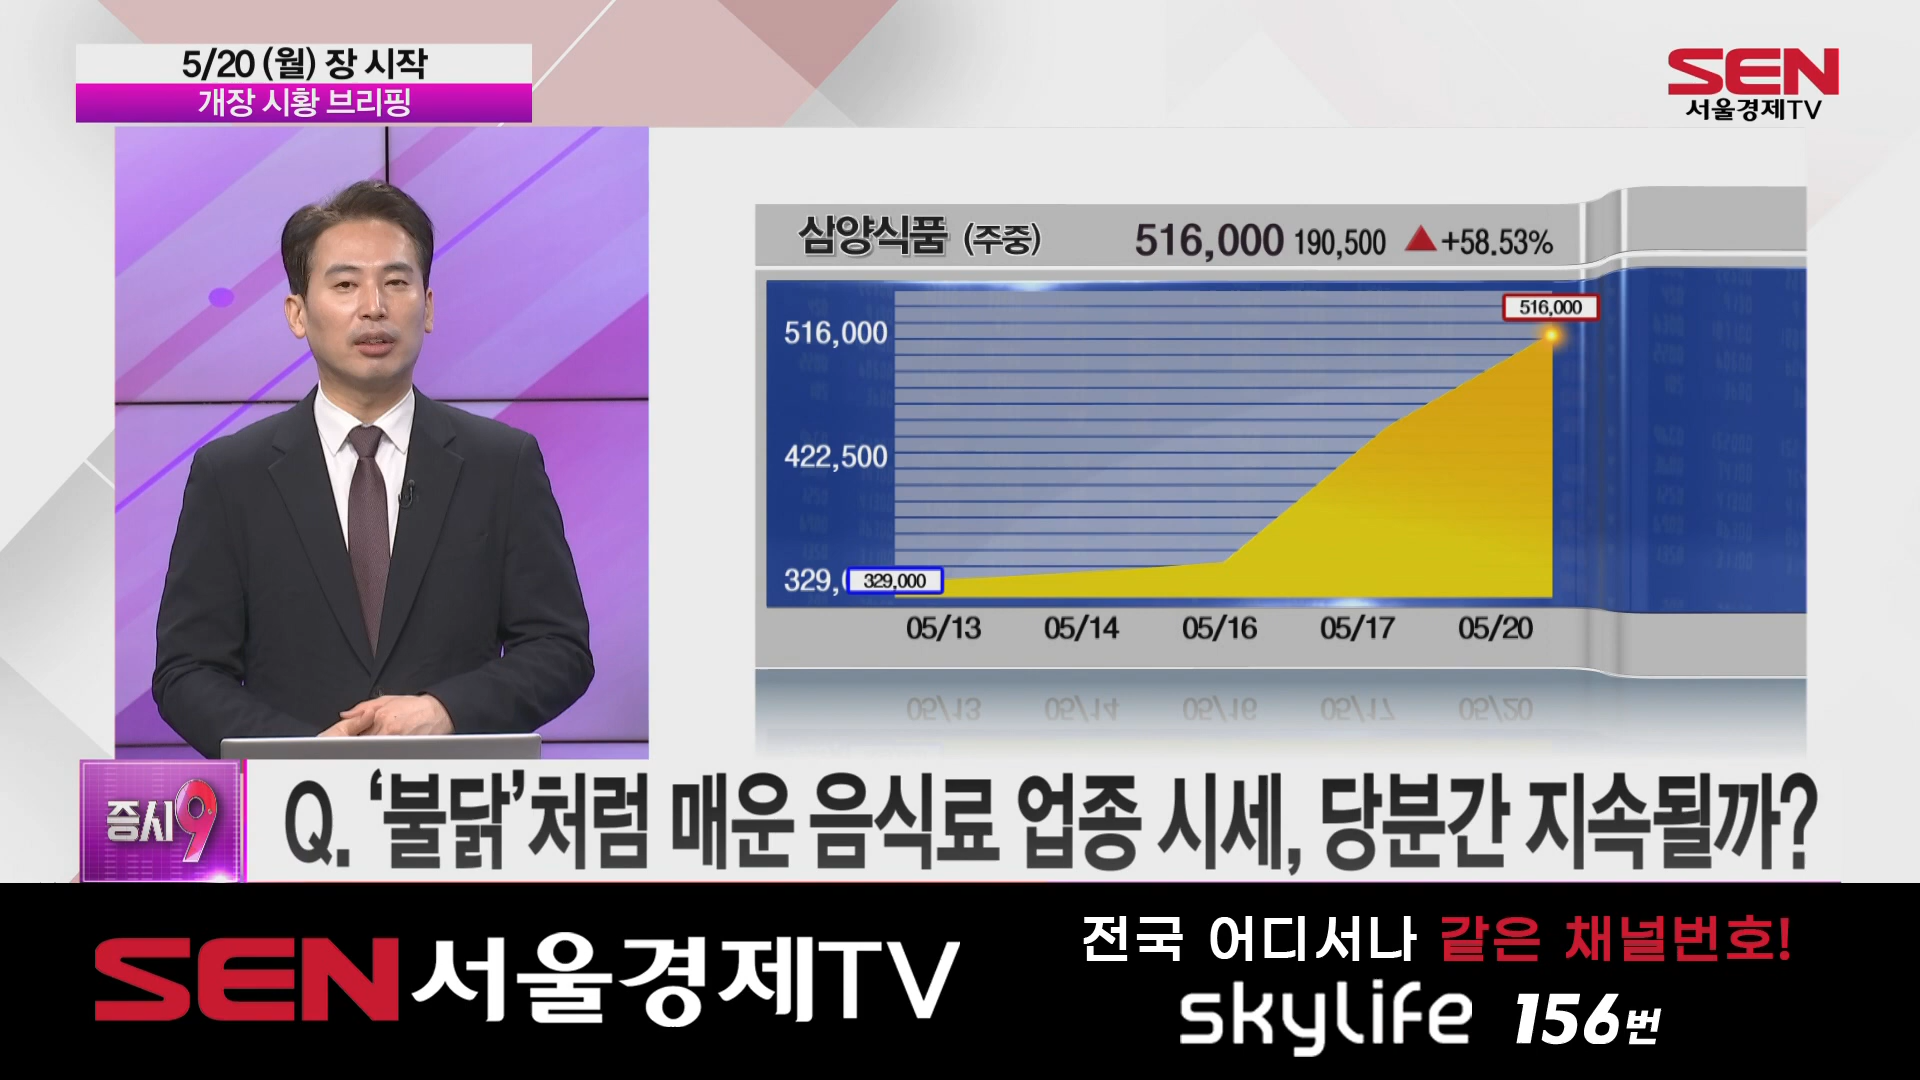 5/20 (월) 장 시작
개장 시황 브리핑
SEN
서울경제TV
삼양식품 (주중) 516,000 190,500 ▲+58.53%
516,000
516,000
422,500
329,000
05/13 05/14 05/16 05/17 05/20
증시9
Q. ‘불닭’처럼 매운 음식료 업종 시세, 당분간 지속될까?
SEN 서울경제TV
전국 어디서나 같은 채널번호!
skylife 156번